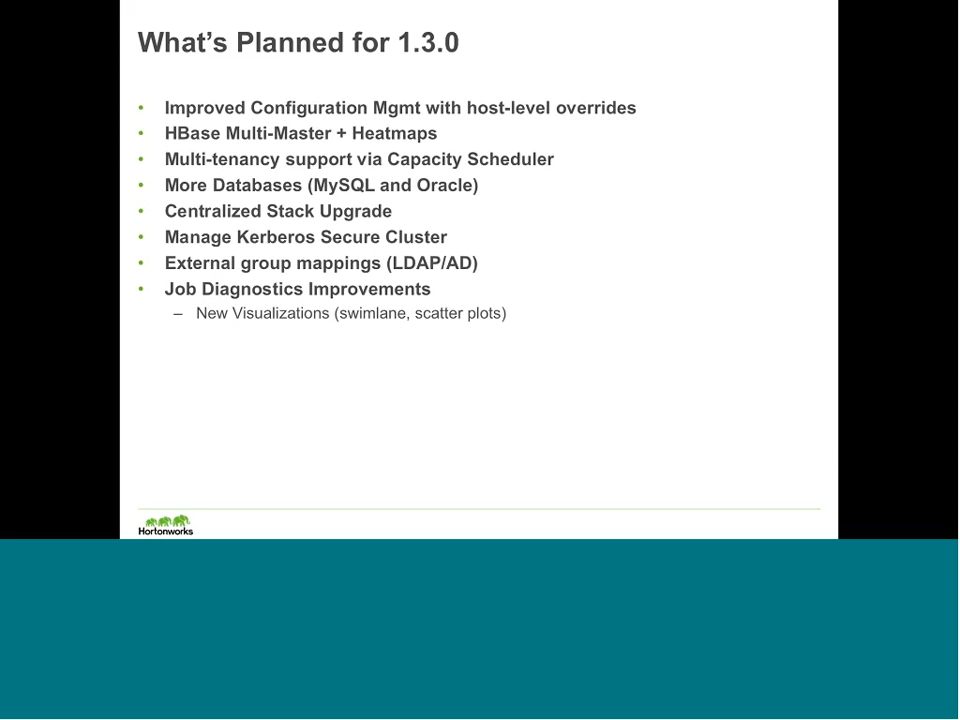 What’s Planned for 1.3.0
• Improved Configuration Mgmt with host-level overrides
• HBase Multi-Master + Heatmaps
• Multi-tenancy support via Capacity Scheduler
• More Databases (MySQL and Oracle)
• Centralized Stack Upgrade
• Manage Kerberos Secure Cluster
• External group mappings (LDAP/AD)
• Job Diagnostics Improvements
– New Visualizations (swimlane, scatter plots)
Hortonworks